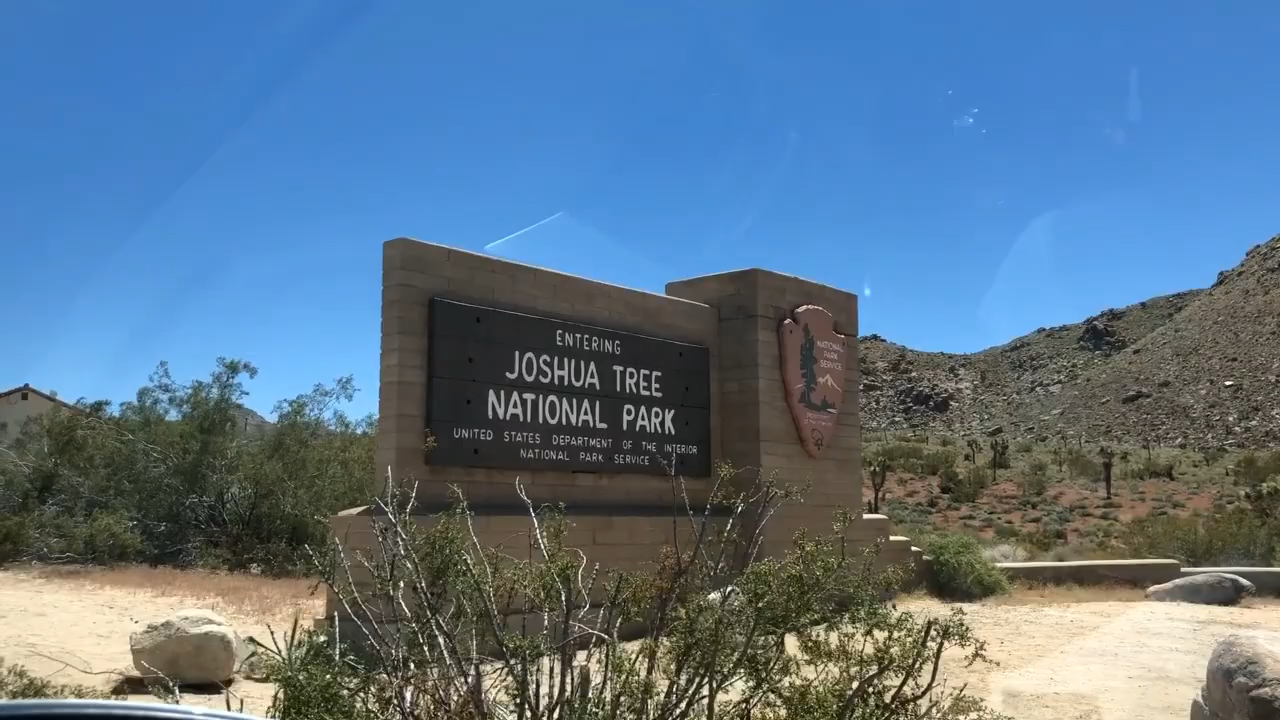 ENTERING
JOSHUA TREE
NATIONAL PARK
UNITED STATES DEPARTMENT OF THE INTERIOR
NATIONAL PARK SERVICE
NATIONAL
PARK
SERVICE